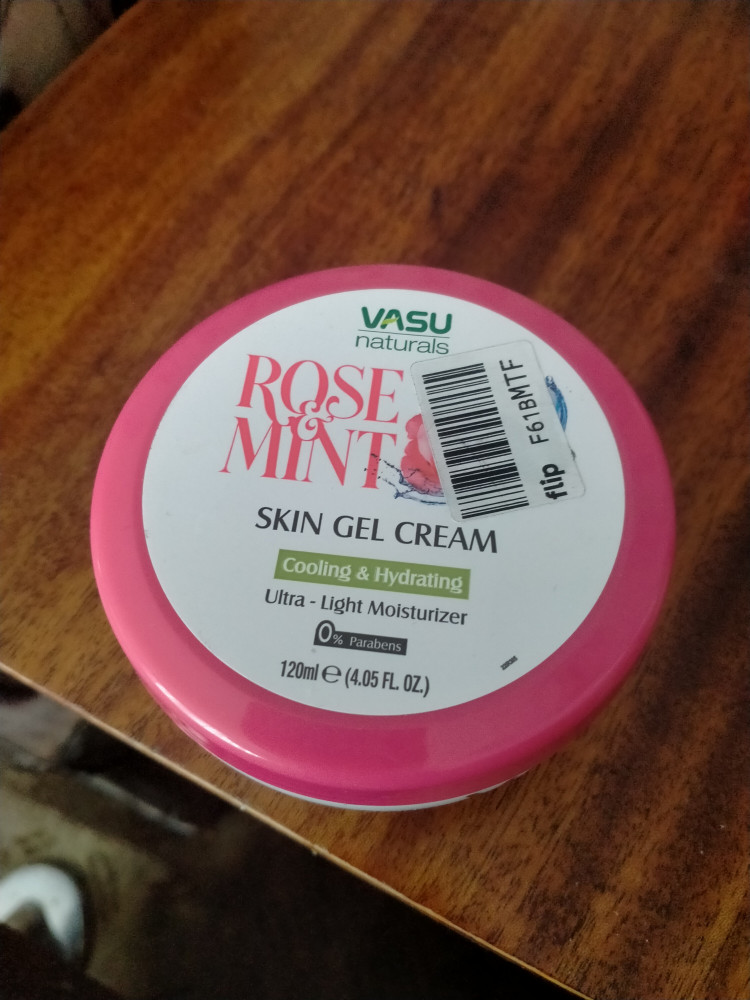 VASU
naturals
ROSE
&
MINT
flip F61BMTF
SKIN GEL CREAM
Cooling & Hydrating
Ultra - Light Moisturizer
0% Parabens
120ml ℮ (4.05 FL. OZ.)